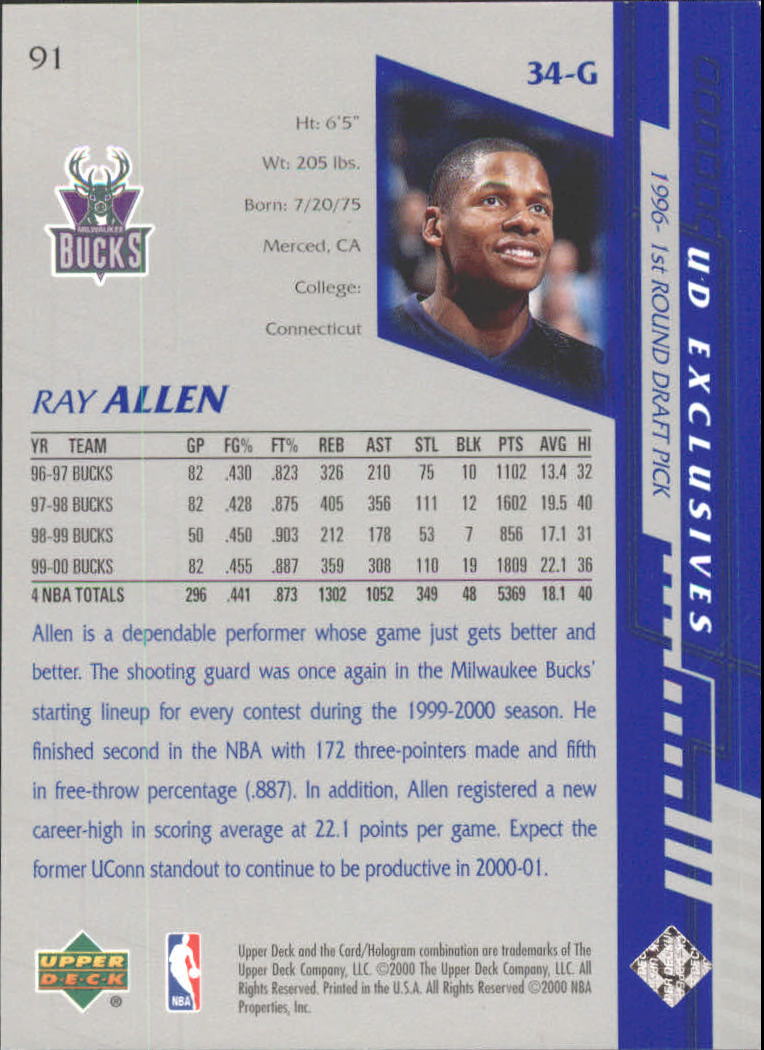 91
34-G
Ht: 6'5"
Wt: 205 lbs.
Born: 7/20/75
Merced, CA
College:
Connecticut
MILWAUKEE
BUCKS
1996- 1st ROUND DRAFT PICK
UD EXCLUSIVES
RAY ALLEN
YR TEAM GP FG% FT% REB AST STL BLK PTS AVG HI
96-97 BUCKS 82 .430 .823 326 210 75 10 1102 13.4 32
97-98 BUCKS 82 .428 .875 405 356 111 12 1602 19.5 40
98-99 BUCKS 50 .450 .903 212 178 53 7 856 17.1 31
99-00 BUCKS 82 .455 .887 359 308 110 19 1809 22.1 36
4 NBA TOTALS 296 .441 .873 1302 1052 349 48 5369 18.1 40
Allen is a dependable performer whose game just gets better and
better. The shooting guard was once again in the Milwaukee Bucks'
starting lineup for every contest during the 1999-2000 season. He
finished second in the NBA with 172 three-pointers made and fifth
in free-throw percentage (.887). In addition, Allen registered a new
career-high in scoring average at 22.1 points per game. Expect the
former UConn standout to continue to be productive in 2000-01.
UPPER
D·E·C·K
®
NBA
Upper Deck and the Card/Hologram combination are trademarks of The
Upper Deck Company, LLC. ©2000 The Upper Deck Company, LLC. All
Rights Reserved. Printed in the U.S.A. All Rights Reserved ©2000 NBA
Properties, Inc.